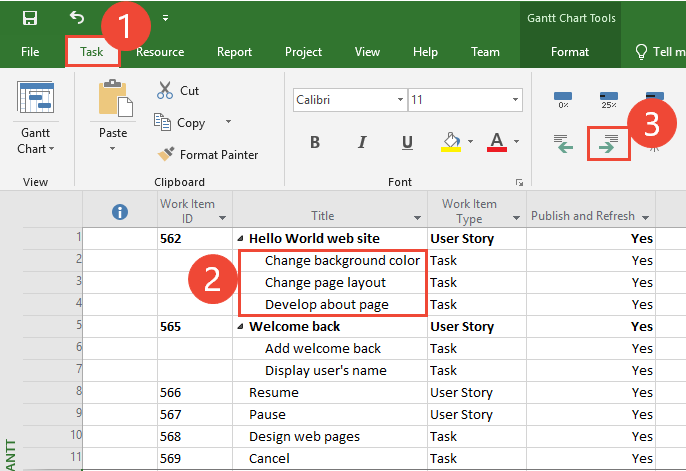 Gantt Chart Tools
1
File Task Resource Report Project View Help Team Format Tell m
Gantt Chart
View
Paste
Cut
Copy
Format Painter
Clipboard
Calibri 11
B I U A
Font
0% 25%
3
Work Item ID Title Work Item Type Publish and Refresh
1 562 Hello World web site User Story Yes
2 Change background color Task Yes
2
3 Change page layout Task Yes
4 Develop about page Task Yes
5 565 Welcome back User Story Yes
6 Add welcome back Task Yes
7 Display user's name Task Yes
8 566 Resume User Story Yes
9 567 Pause User Story Yes
10 568 Design web pages Task Yes
11 569 Cancel Task Yes
ANTT